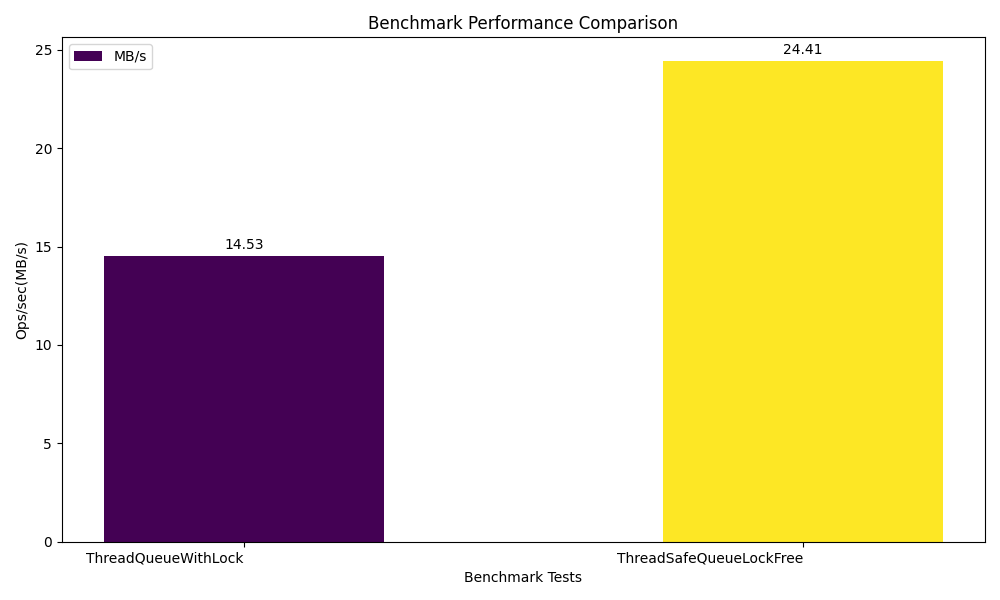 Benchmark Performance Comparison
MB/s
24.41
14.53
25
20
15
10
5
0
Ops/sec(MB/s)
ThreadQueueWithLock
ThreadSafeQueueLockFree
Benchmark Tests